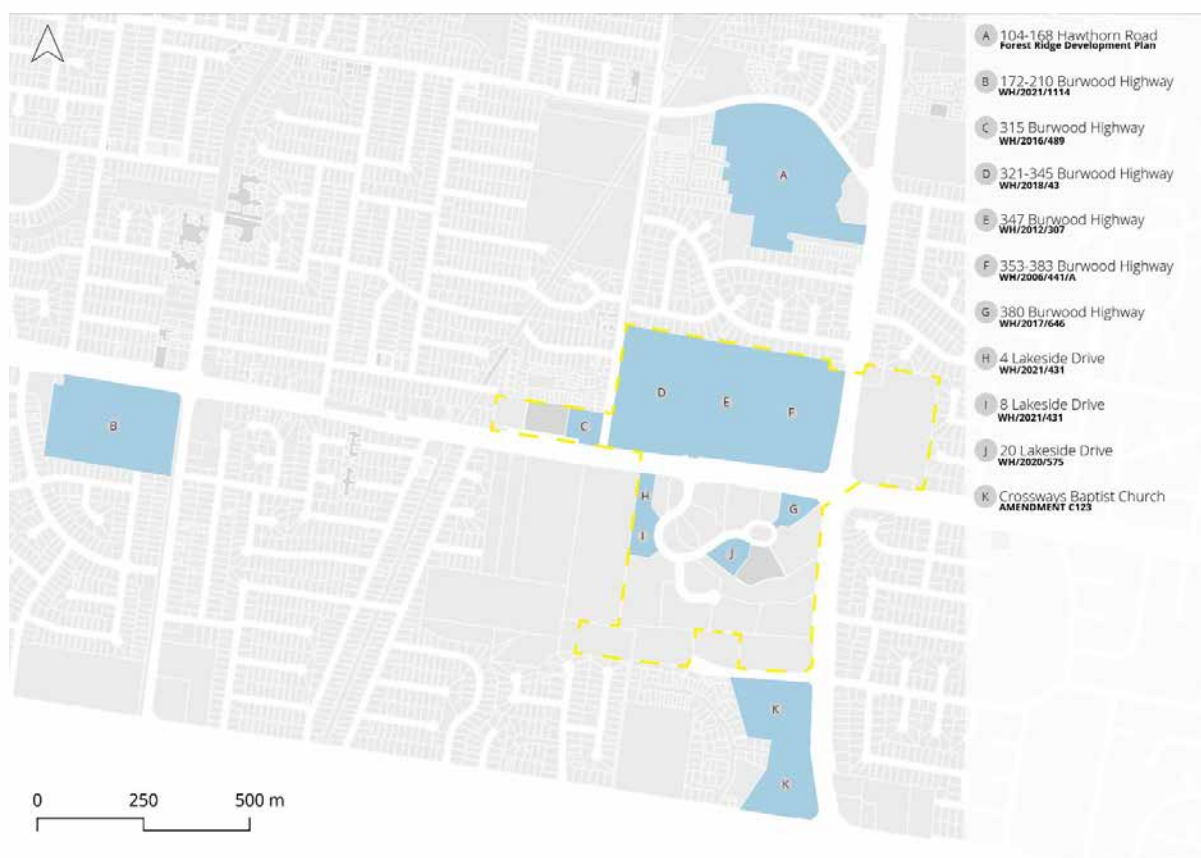 A 104-168 Hawthorn Road
Forest Ridge Development Plan
B 172-210 Burwood Highway
WH/2021/1114
C 315 Burwood Highway
WH/2016/489
D 321-345 Burwood Highway
WH/2018/43
E 347 Burwood Highway
WH/2012/307
F 353-383 Burwood Highway
WH/2006/441/A
G 380 Burwood Highway
WH/2017/646
H 4 Lakeside Drive
WH/2021/431
I 8 Lakeside Drive
WH/2021/431
J 20 Lakeside Drive
WH/2020/575
K Crossways Baptist Church
AMENDMENT C123
A
B
C
D
E
F
G
H
I
J
K
K
0 250 500 m